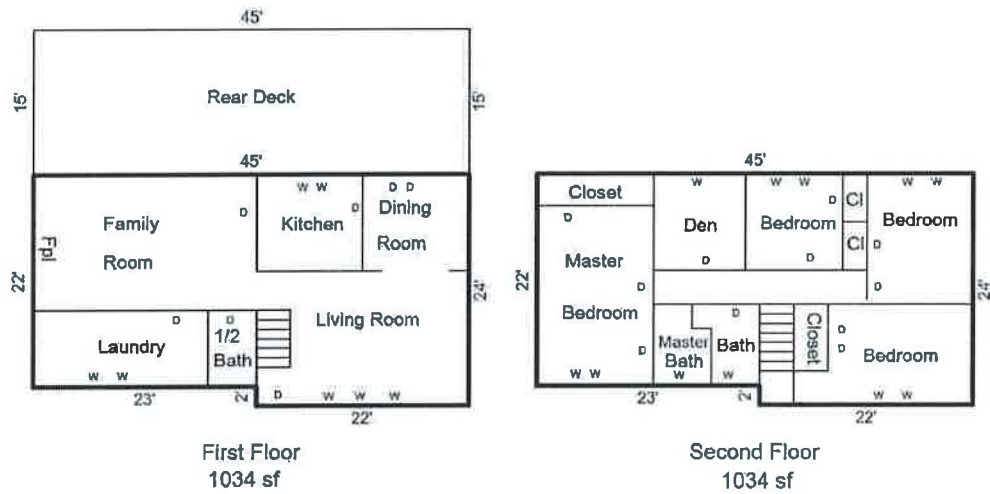 45'
15'
Rear Deck
15'
45'
W W
D D
D
Family
Room
D
Kitchen
Dining
Room
Fpl
22'
24'
D
Laundry
W W
D
1/2
Bath
Living Room
23'
2'
D
W W W
22'
First Floor
1034 sf
45'
Closet
W
W W
W W
D
Den
D
D
Bedroom
D
Cl
Cl
Bedroom
D
D
22'
24'
Master
Bedroom
D
D
W W
Master
Bath
W
D
Bath
W
Closet
D
D
Bedroom
W W
23'
2'
22'
Second Floor
1034 sf